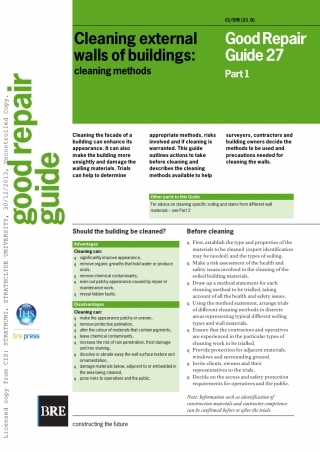 CI/SfB (21.9)
Cleaning external
walls of buildings:
cleaning methods
Good Repair
Guide 27
Part 1
good repair
guide
Licensed copy from CIS: STRATHUNI, STRATHCLYDE UNIVERSITY, 30/12/2013, Uncontrolled Copy.
Cleaning the facade of a
building can enhance its
appearance. It can also
make the building more
unsightly and damage the
walling materials. Trials
can help to determine
appropriate methods, risks
involved and if cleaning is
warranted. This guide
outlines actions to take
before cleaning and
describes the cleaning
methods available to help
surveyors, contractors and
building owners decide the
methods to be used and
precautions needed for
cleaning the walls.
Other parts to this Guide
For advice on cleaning specific soiling and stains from different wall
materials – see Part 2
Should the building be cleaned?
Advantages
Cleaning can:
q significantly improve appearance,
q remove organic growths that hold water or produce
acids,
q remove chemical contaminants,
q even out patchy appearance caused by repair or
maintenance work,
q reveal hidden faults.
Disadvantages
Cleaning can:
q make the appearance patchy or uneven,
q remove protective patination,
q alter the colour of materials that contain pigments,
q leave chemical contaminants,
q increase the risk of rain penetration, frost damage
and iron staining,
q dissolve or abrade away the wall surface feature and
ornamentation,
q damage materials below, adjacent to or embedded in
the area being cleaned,
q pose risks to operatives and the public.
Before cleaning
q First, establish the type and properties of the
materials to be cleaned (expert identification
may be needed) and the types of soiling.
q Make a risk assessment of the health and
safety issues involved in the cleaning of the
soiled building materials.
q Draw up a method statement for each
cleaning method to be trialled, taking
account of all the health and safety issues.
q Using the method statement, arrange trials
of different cleaning methods in discrete
areas representing typical different soiling
types and wall materials.
q Ensure that the contractors and operatives
are experienced in the particular types of
cleaning work to be trialled.
q Provide protection for adjacent materials,
windows and surrounding ground.
q Invite clients, owners and their
representatives to the trials.
q Decide on the access and safety protection
requirements for operatives and the public.
Note: Information such as identification of
construction materials and contractor competence
can be confirmed before or after the trials.
IHS
bre press
BRE
constructing the future